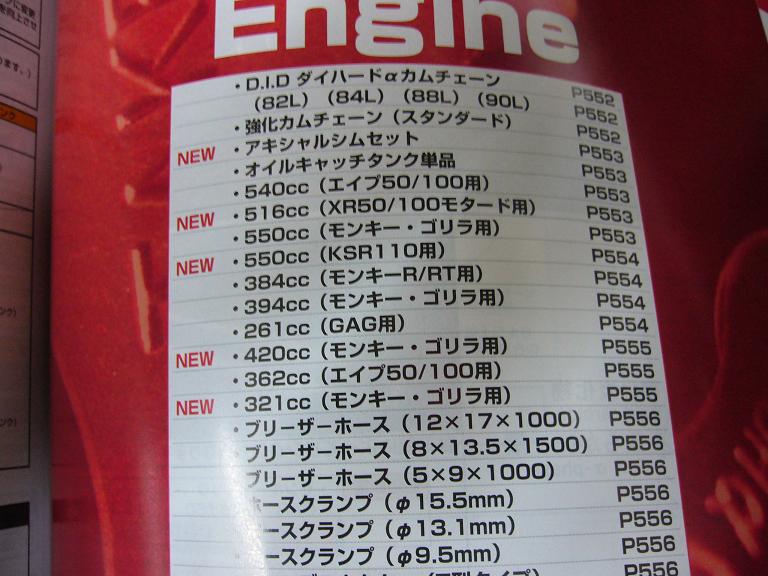 Engine
・D.I.D ダイハードαカムチェーン
(82L) (84L) (88L) (90L) P552
・強化カムチェーン（スタンダード） P552
・アキシャルシムセット P552
NEW ・オイルキャッチタンク単品 P553
・540cc（エイプ50/100用） P553
・516cc（XR50/100モタード用） P553
NEW ・550cc（モンキー・ゴリラ用） P553
・550cc（KSR110用） P553
NEW ・384cc（モンキーR/RT用） P554
・394cc（モンキー・ゴリラ用） P554
・261cc（GAG用） P554
・420cc（モンキー・ゴリラ用） P554
NEW ・362cc（エイプ50/100用） P555
・321cc（モンキー・ゴリラ用） P555
NEW ・ブリーザーホース（12×17×1000） P555
・ブリーザーホース（8×13.5×1500） P556
・ブリーザーホース（5×9×1000） P556
ホースクランプ（φ15.5mm） P556
ースクランプ（φ13.1mm） P556
ースクランプ（φ9.5mm） P556
P556